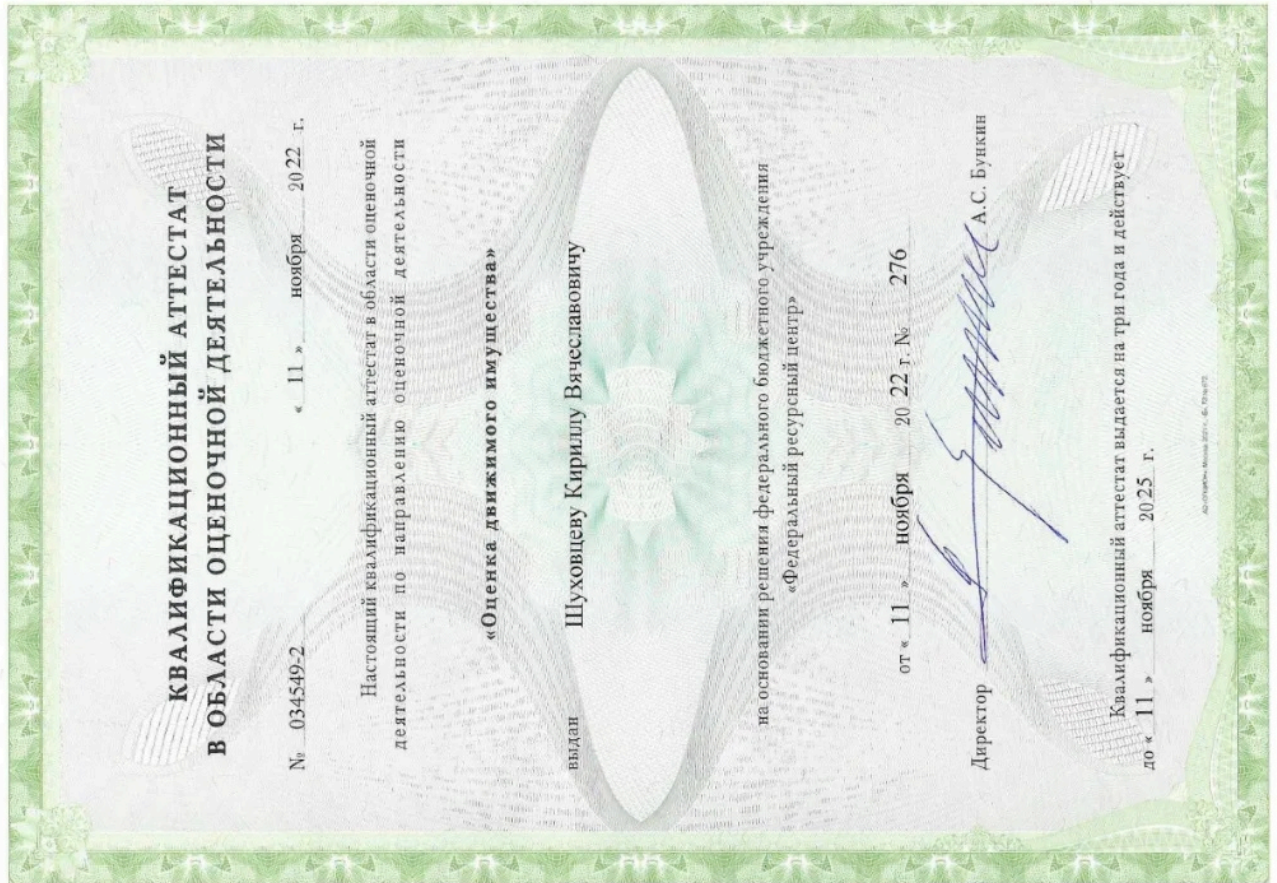 КВАЛИФИКАЦИОННЫЙ АТТЕСТАТ
В ОБЛАСТИ ОЦЕНОЧНОЙ ДЕЯТЕЛЬНОСТИ
№ 034549-2 « 11 » ноября 2022 г.
Настоящий квалификационный аттестат в области оценочной
деятельности по направлению оценочной деятельности
«Оценка движимого имущества»
выдан Шуховцеву Кириллу Вячеславовичу
на основании решения федерального бюджетного учреждения
«Федеральный ресурсный центр»
от « 11 » ноября 20 22 г. № 276
Директор А.С. Бункин
Квалификационный аттестат выдается на три года и действует
до « 11 » ноября 2025 г.